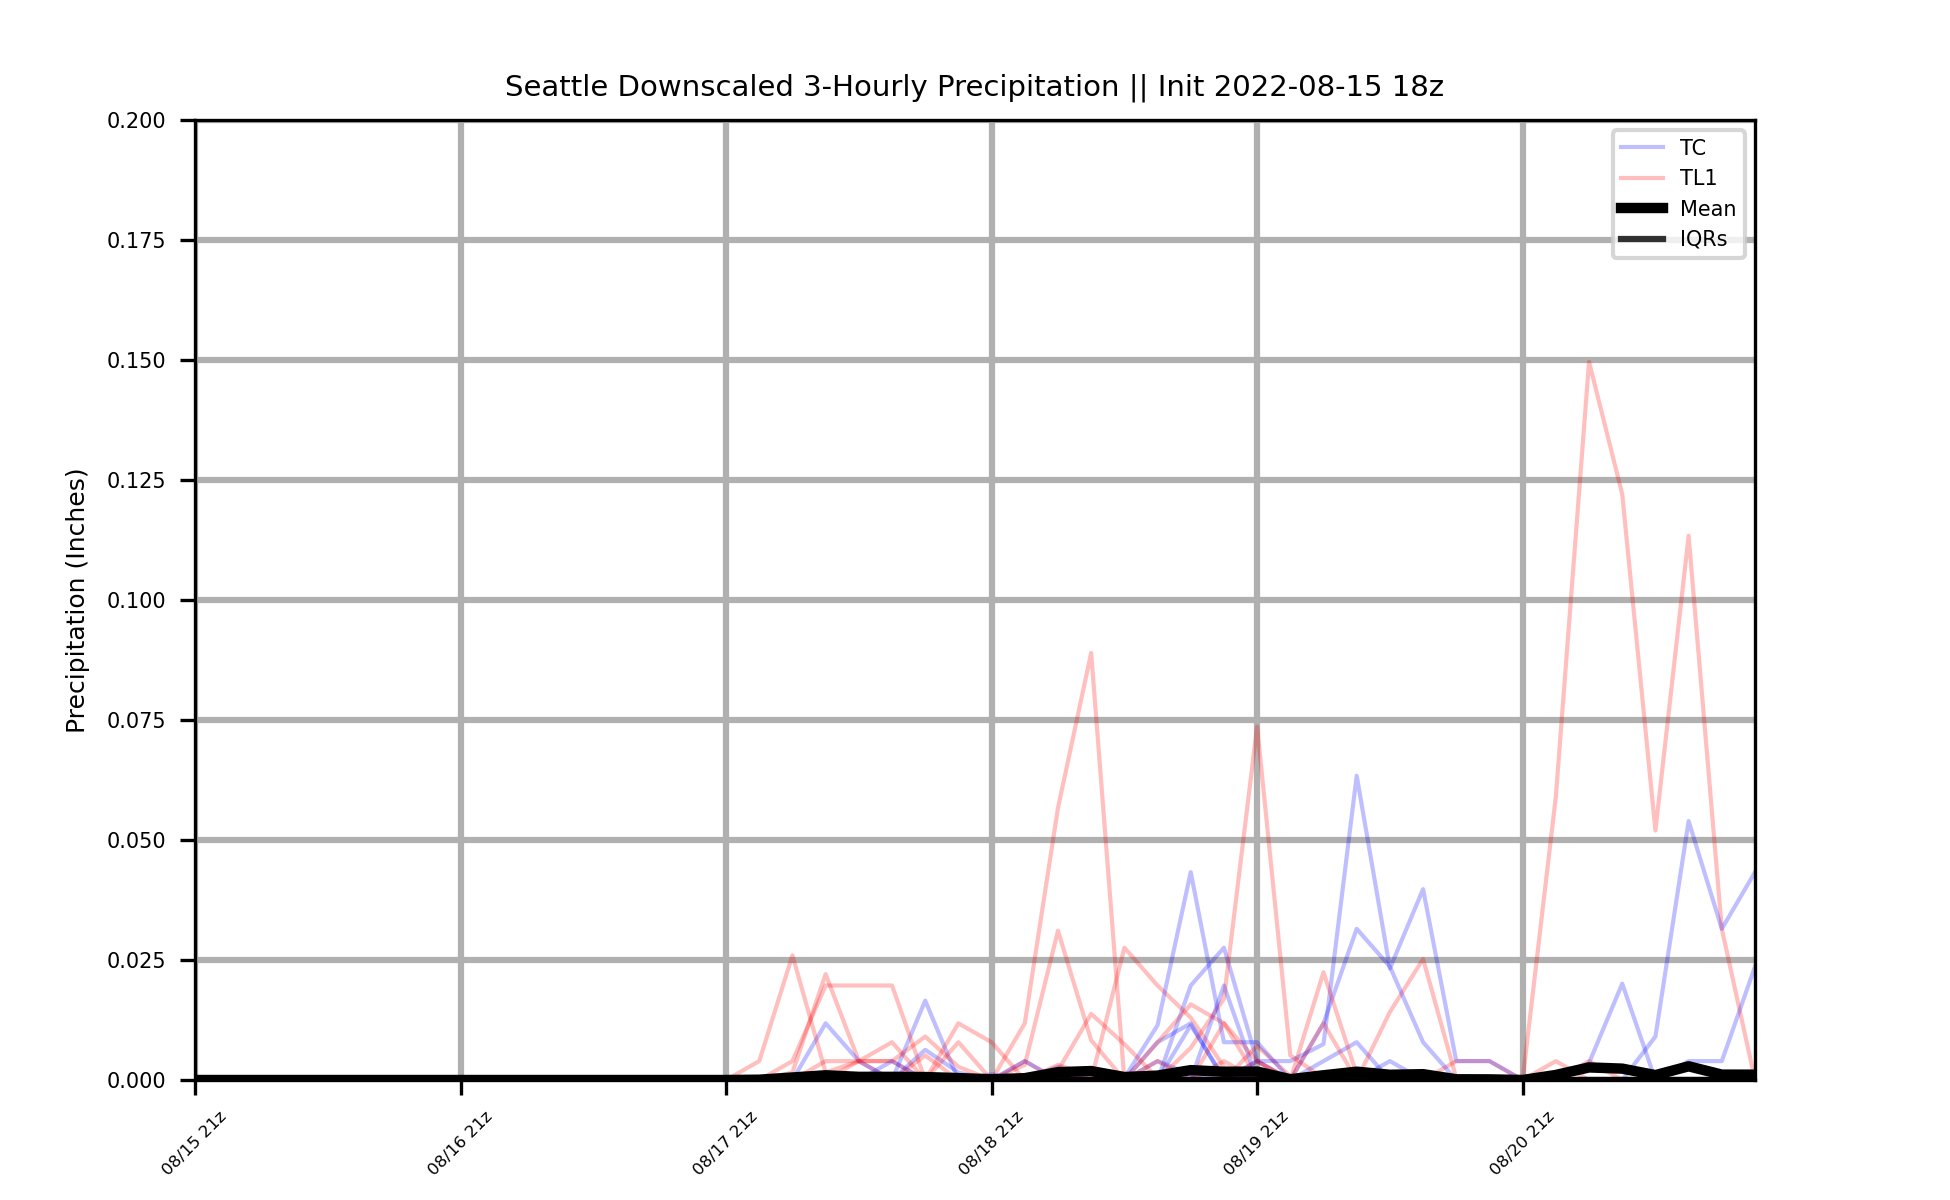 Seattle Downscaled 3-Hourly Precipitation || Init 2022-08-15 18z
TC
TL1
Mean
IQRs
Precipitation (Inches)
0.200
0.175
0.150
0.125
0.100
0.075
0.050
0.025
0.000
08/15 21z
08/16 21z
08/17 21z
08/18 21z
08/19 21z
08/20 21z